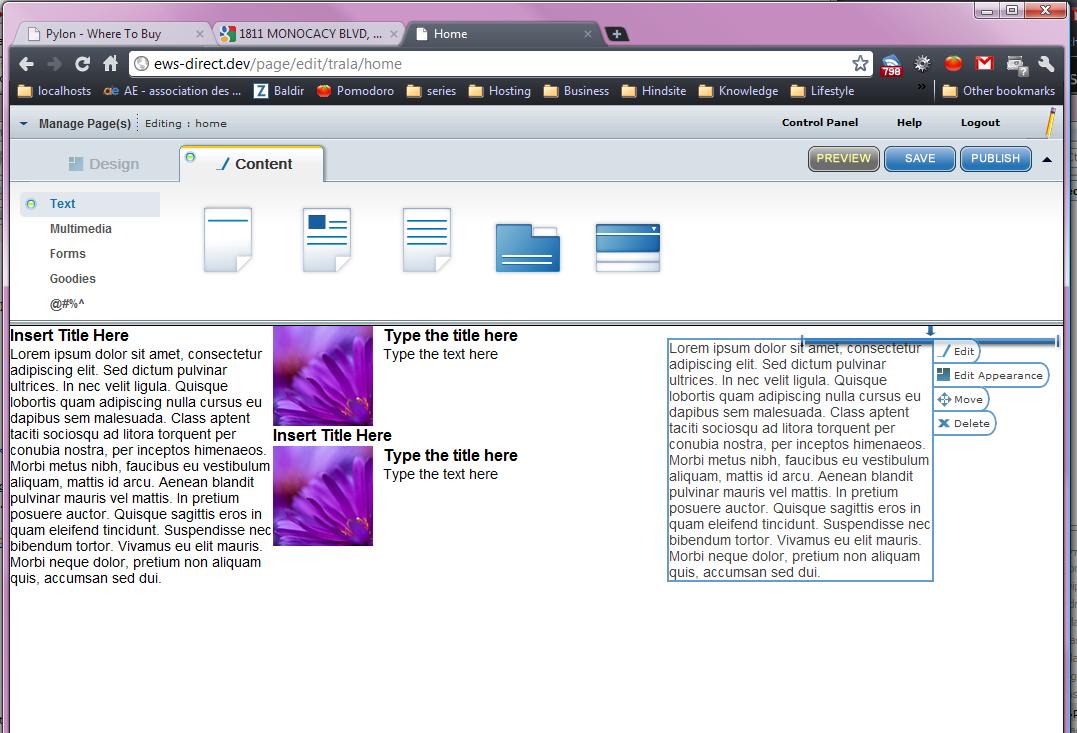 Pylon - Where To Buy
1811 MONOCACY BLVD, ...
Home
ews-direct.dev/page/edit/trala/home
798
localhosts
ae AE - association des ...
Z Baldir
Pomodoro
series
Hosting
Business
Hindsite
Knowledge
Lifestyle
»
Other bookmarks
Manage Page(s)
Editing : home
Control Panel
Help
Logout
Design
Content
PREVIEW
SAVE
PUBLISH
Text
Multimedia
Forms
Goodies
@#%^
Insert Title Here
Lorem ipsum dolor sit amet, consectetur
adipiscing elit. Sed dictum pulvinar
ultrices. In nec velit ligula. Quisque
lobortis quam adipiscing nulla cursus eu
dapibus sem malesuada. Class aptent
taciti sociosqu ad litora torquent per
conubia nostra, per inceptos himenaeos.
Morbi metus nibh, faucibus eu vestibulum
aliquam, mattis id arcu. Aenean blandit
pulvinar mauris vel mattis. In pretium
posuere auctor. Quisque sagittis eros in
quam eleifend tincidunt. Suspendisse nec
bibendum tortor. Vivamus eu elit mauris.
Morbi neque dolor, pretium non aliquam
quis, accumsan sed dui.
Type the title here
Type the text here
Insert Title Here
Type the title here
Type the text here
Lorem ipsum dolor sit amet, consectetur
adipiscing elit. Sed dictum pulvinar
ultrices. In nec velit ligula. Quisque
lobortis quam adipiscing nulla cursus eu
dapibus sem malesuada. Class aptent
taciti sociosqu ad litora torquent per
conubia nostra, per inceptos himenaeos.
Morbi metus nibh, faucibus eu vestibulum
aliquam, mattis id arcu. Aenean blandit
pulvinar mauris vel mattis. In pretium
posuere auctor. Quisque sagittis eros in
quam eleifend tincidunt. Suspendisse nec
bibendum tortor. Vivamus eu elit mauris.
Morbi neque dolor, pretium non aliquam
quis, accumsan sed dui.
Edit
Edit Appearance
Move
Delete